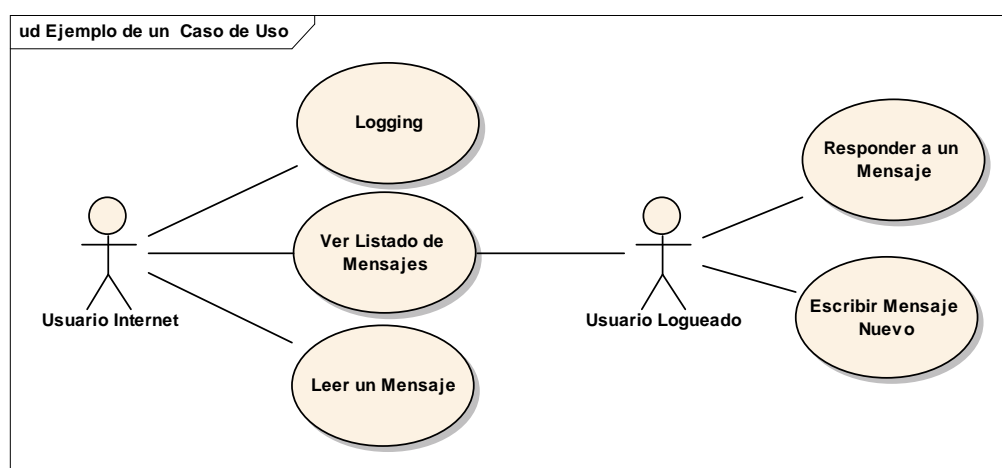 ud Ejemplo de un Caso de Uso
Logging
Ver Listado de
Mensajes
Leer un Mensaje
Usuario Internet
Usuario Logueado
Responder a un
Mensaje
Escribir Mensaje
Nuevo